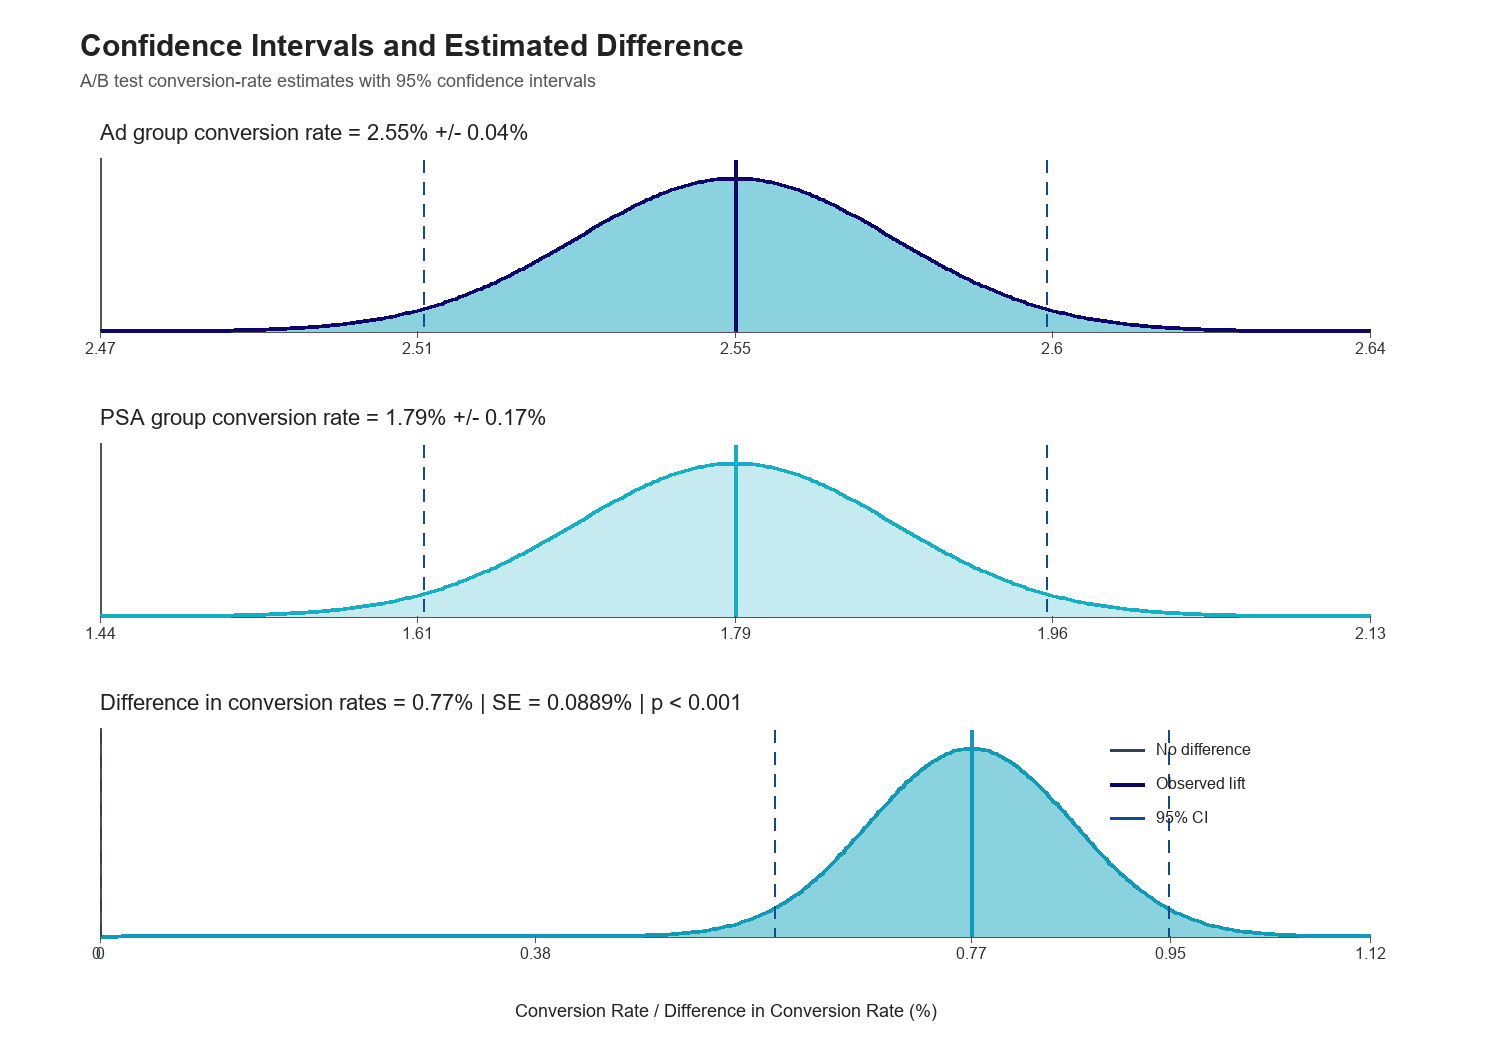 Confidence Intervals and Estimated Difference
A/B test conversion-rate estimates with 95% confidence intervals
Ad group conversion rate = 2.55% +/- 0.04%
2.47 2.51 2.55 2.6 2.64
PSA group conversion rate = 1.79% +/- 0.17%
1.44 1.61 1.79 1.96 2.13
Difference in conversion rates = 0.77% | SE = 0.0889% | p < 0.001
No difference
Observed lift
95% CI
0 0 0.38 0.77 0.95 1.12
Conversion Rate / Difference in Conversion Rate (%)